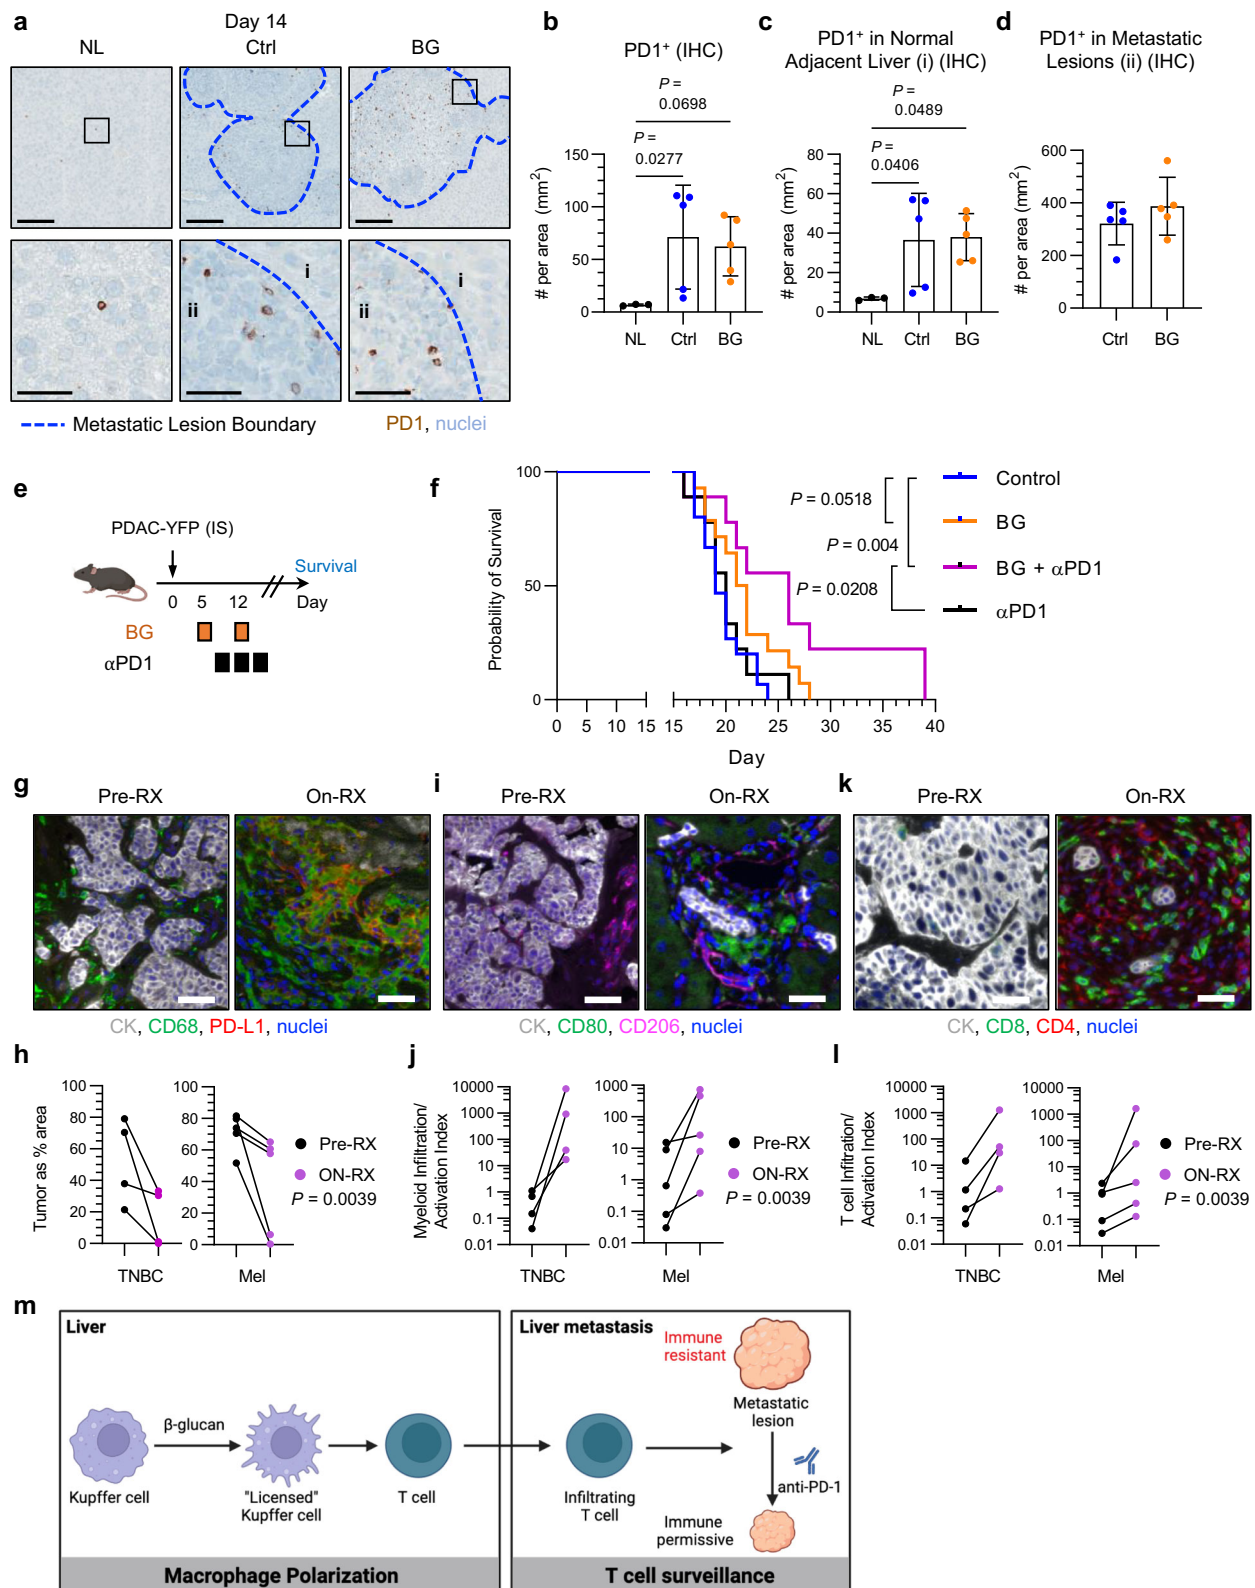 a
Day 14
NL
Ctrl
BG
i
ii
i
ii
Metastatic Lesion Boundary
PD1, nuclei
b
PD1+ (IHC)
P =
0.0698
P =
0.0277
# per area (mm2)
150
100
50
0
NL
Ctrl
BG
c
PD1+ in Normal
Adjacent Liver (i) (IHC)
P =
0.0489
P =
0.0406
# per area (mm2)
80
60
40
20
0
NL
Ctrl
BG
d
PD1+ in Metastatic
Lesions (ii) (IHC)
# per area (mm2)
600
400
200
0
Ctrl
BG
e
PDAC-YFP (IS)
Survival
0
5
12
Day
BG
αPD1
f
Probability of Survival
100
50
0
0
5
10
15
15
20
25
30
35
40
Day
Control
BG
BG + αPD1
αPD1
P = 0.0518
P = 0.004
P = 0.0208
g
Pre-RX
On-RX
CK, CD68, PD-L1, nuclei
i
Pre-RX
On-RX
CK, CD80, CD206, nuclei
k
Pre-RX
On-RX
CK, CD8, CD4, nuclei
h
Tumor as % area
100
80
60
40
20
0
TNBC
100
80
60
40
20
0
Mel
Pre-RX
ON-RX
P = 0.0039
j
Myeloid Infiltration/
Activation Index
10000
1000
100
10
1
0.1
0.01
TNBC
1000
100
10
1
0.1
0.01
Mel
Pre-RX
ON-RX
P = 0.0039
l
T cell Infitration/
Activation Index
10000
1000
100
10
1
0.1
0.01
TNBC
10000
1000
100
10
1
0.1
0.01
Mel
Pre-RX
ON-RX
P = 0.0039
m
Liver
Kupffer cell
β-glucan
"Licensed"
Kupffer cell
T cell
Macrophage Polarization
Liver metastasis
Immune
resistant
Metastatic
lesion
Infiltrating
T cell
anti-PD-1
Immune
permissive
T cell surveillance